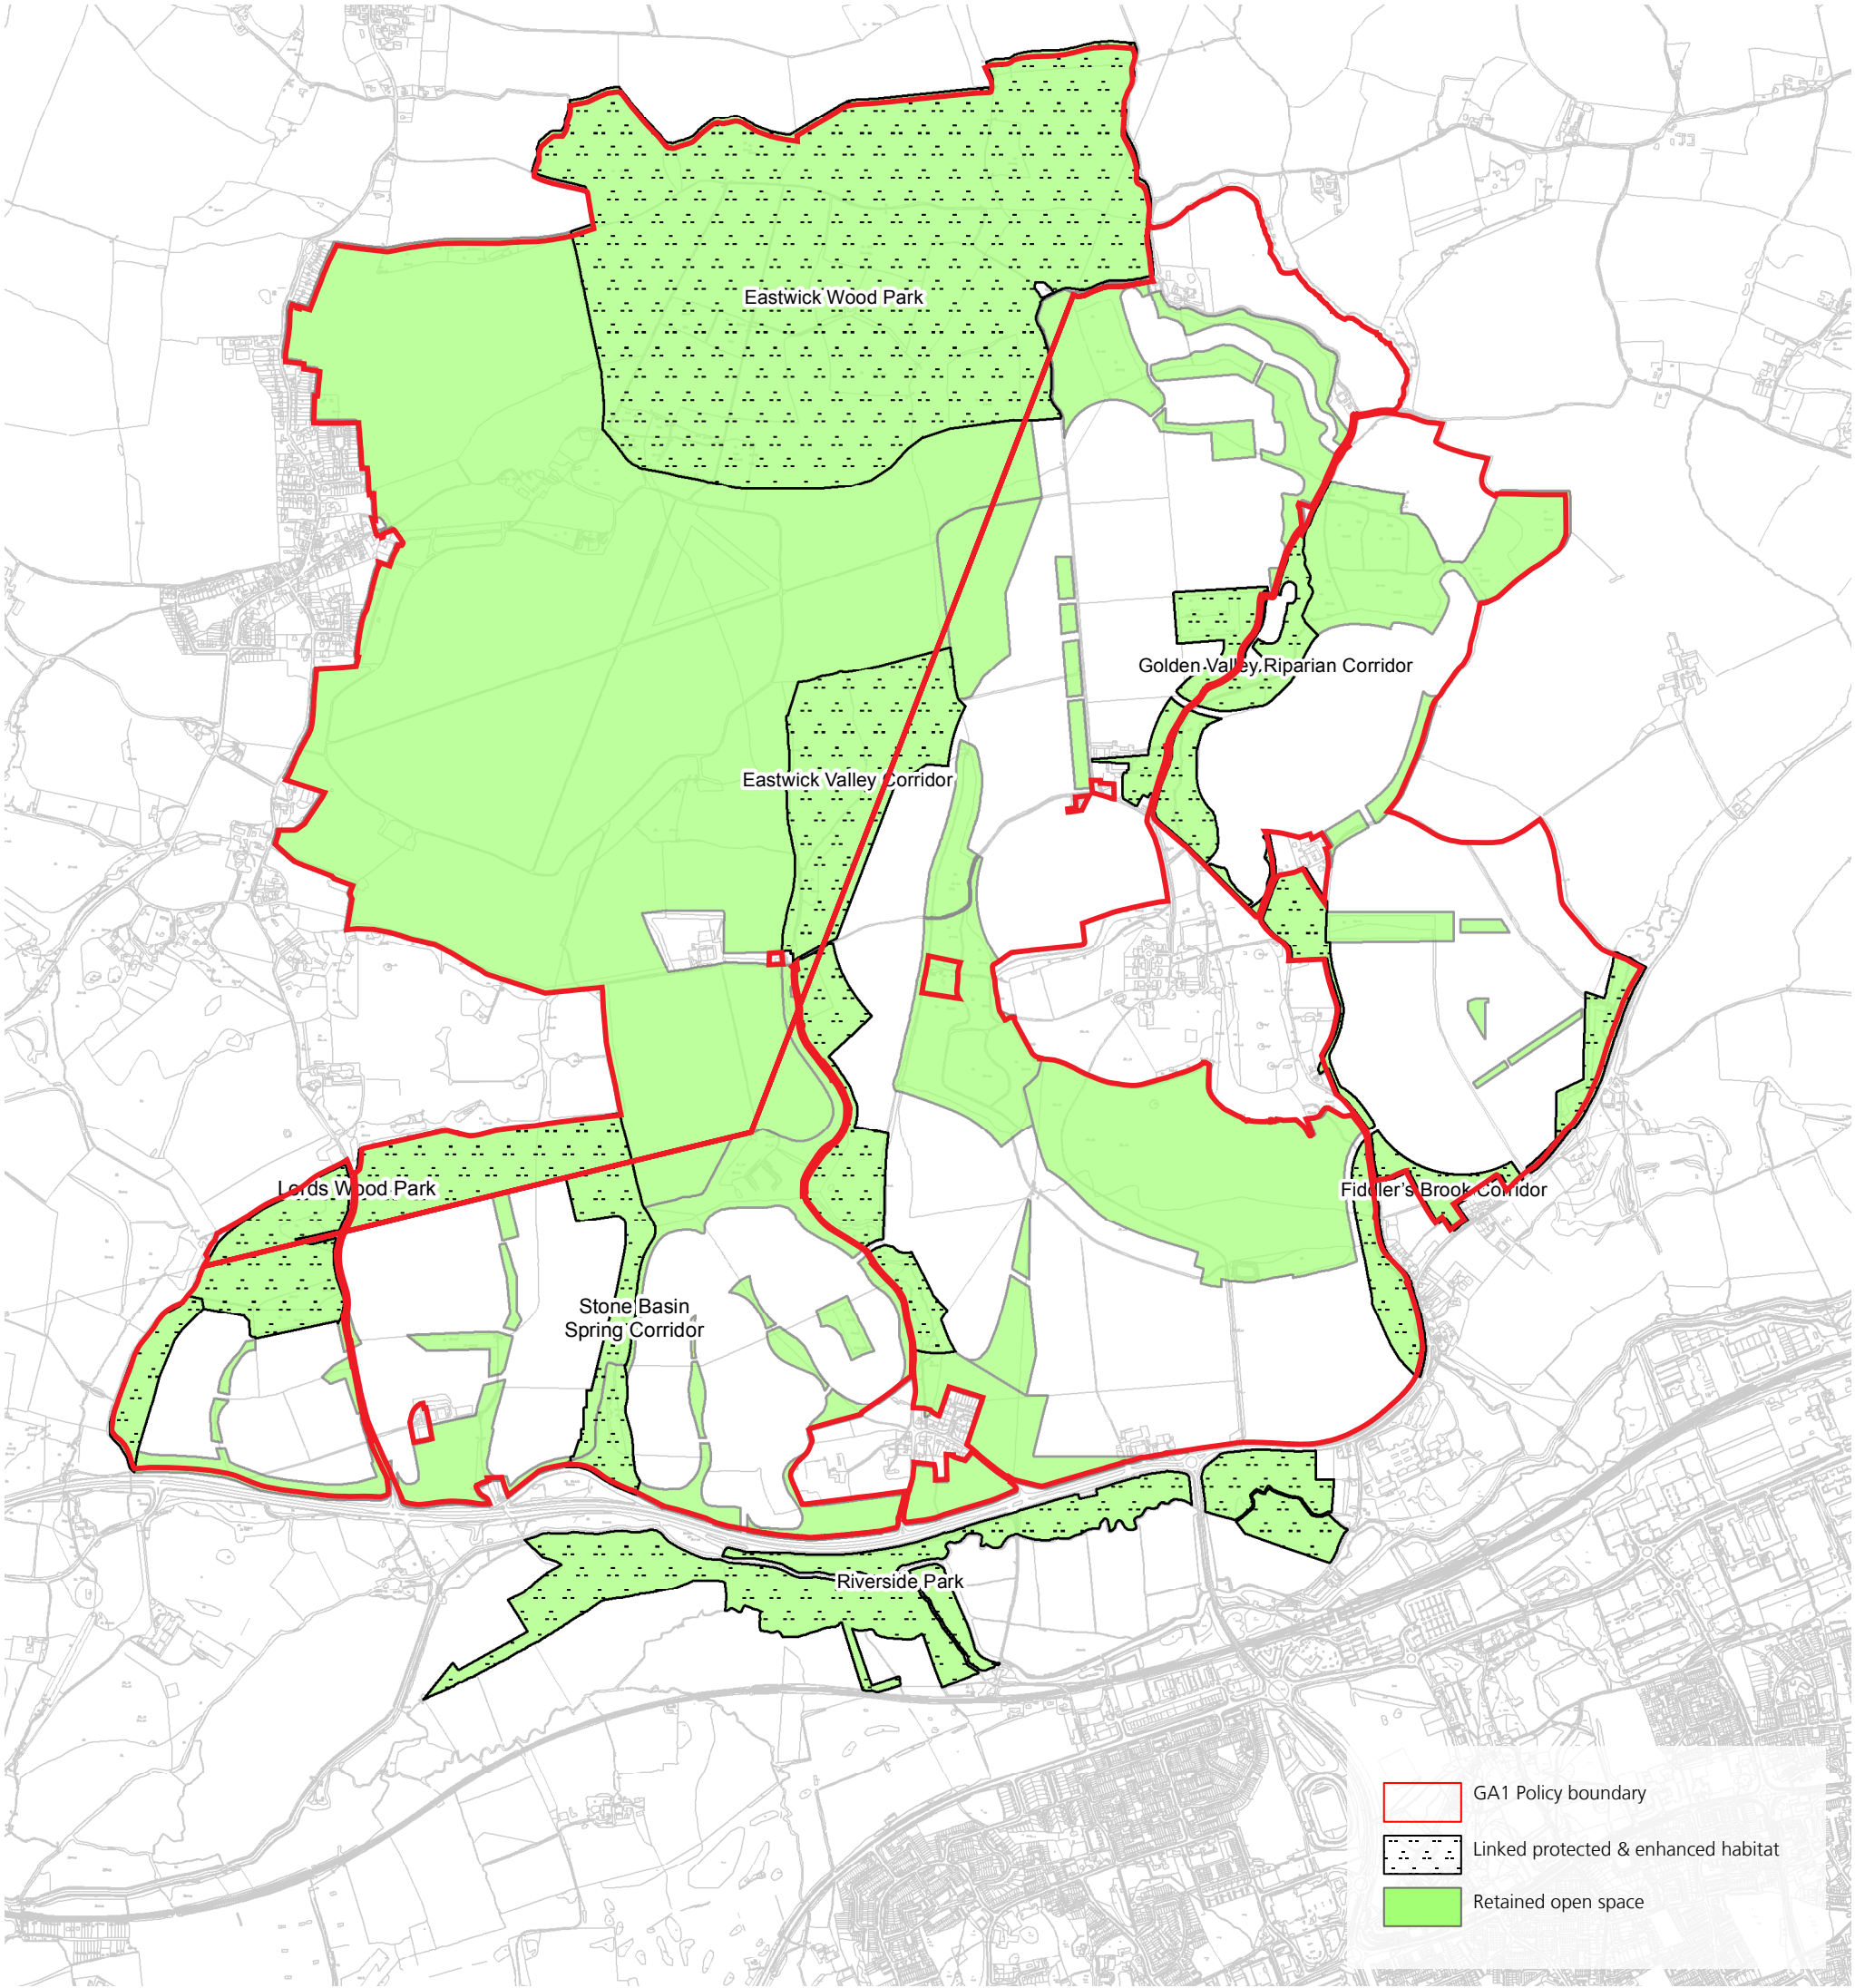 Eastwick Wood Park
Golden Valley Riparian Corridor
Eastwick Valley Corridor
Lords Wood Park
Fiddler's Brook Corridor
Stone Basin
Spring Corridor
Riverside Park
GA1 Policy boundary
Linked protected & enhanced habitat
Retained open space